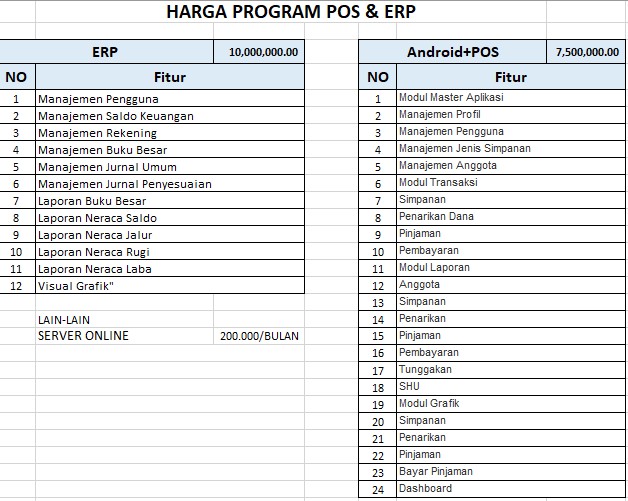 HARGA PROGRAM POS & ERP
ERP 10,000,000.00
NO Fitur
1 Manajemen Pengguna
2 Manajemen Saldo Keuangan
3 Manajemen Rekening
4 Manajemen Buku Besar
5 Manajemen Jurnal Umum
6 Manajemen Jurnal Penyesuaian
7 Laporan Buku Besar
8 Laporan Neraca Saldo
9 Laporan Neraca Jalur
10 Laporan Neraca Rugi
11 Laporan Neraca Laba
12 Visual Grafik"
LAIN-LAIN
SERVER ONLINE 200.000/BULAN
Android+POS 7,500,000.00
NO Fitur
1 Modul Master Aplikasi
2 Manajemen Profil
3 Manajemen Pengguna
4 Manajemen Jenis Simpanan
5 Manajemen Anggota
6 Modul Transaksi
7 Simpanan
8 Penarikan Dana
9 Pinjaman
10 Pembayaran
11 Modul Laporan
12 Anggota
13 Simpanan
14 Penarikan
15 Pinjaman
16 Pembayaran
17 Tunggakan
18 SHU
19 Modul Grafik
20 Simpanan
21 Penarikan
22 Pinjaman
23 Bayar Pinjaman
24 Dashboard